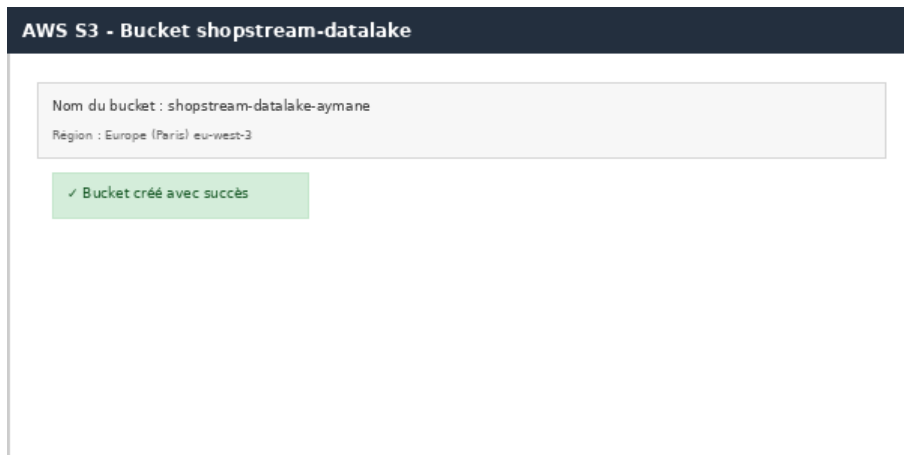 AWS S3 - Bucket shopstream-datalake
Nom du bucket : shopstream-datalake-aymane
Région : Europe (Paris) eu-west-3
✓ Bucket créé avec succès